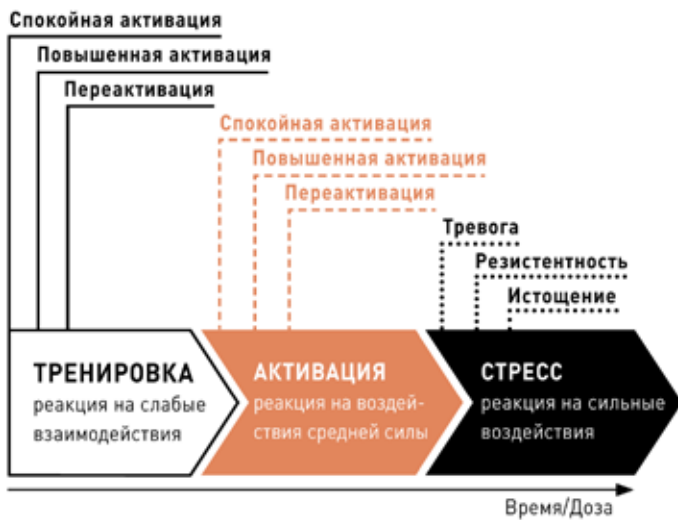 Спокойная активация
Повышенная активация
Переактивация
Спокойная активация
Повышенная активация
Переактивация
Тревога
Резистентность
Истощение
ТРЕНИРОВКА
реакция на слабые
взаимодействия
АКТИВАЦИЯ
реакция на воздей-
ствия средней силы
СТРЕСС
реакция на сильные
воздействия
Время/Доза